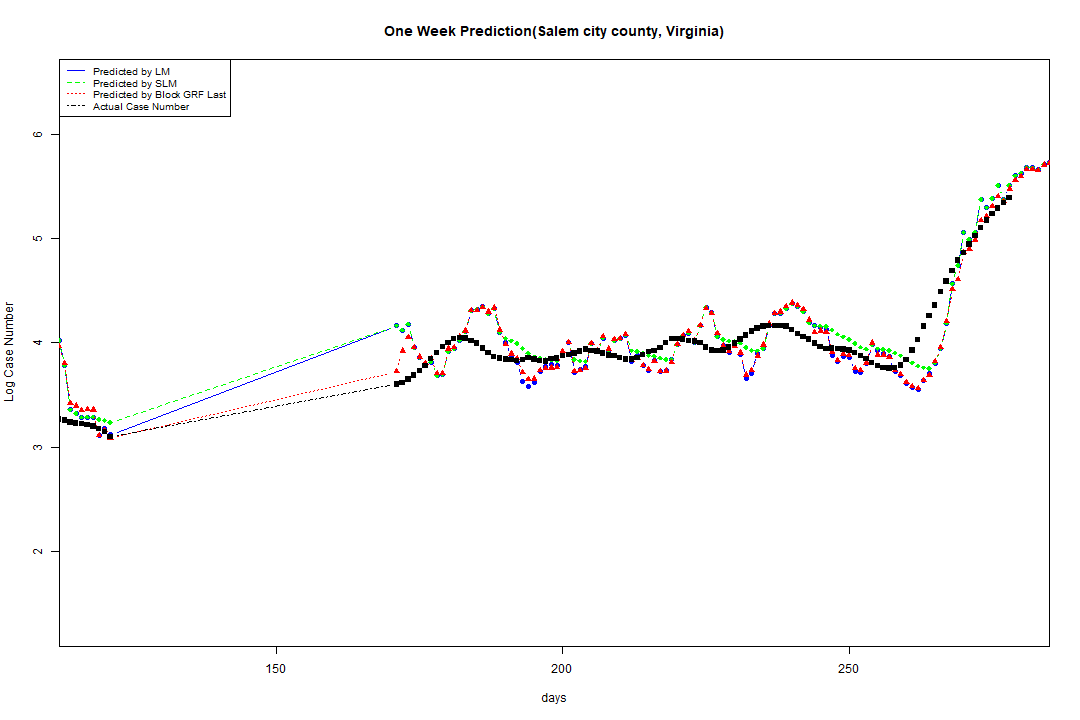 One Week Prediction(Salem city county, Virginia)
Predicted by LM
Predicted by SLM
Predicted by Block GRF Last
Actual Case Number
6
5
4
3
2
Log Case Number
150
200
250
days